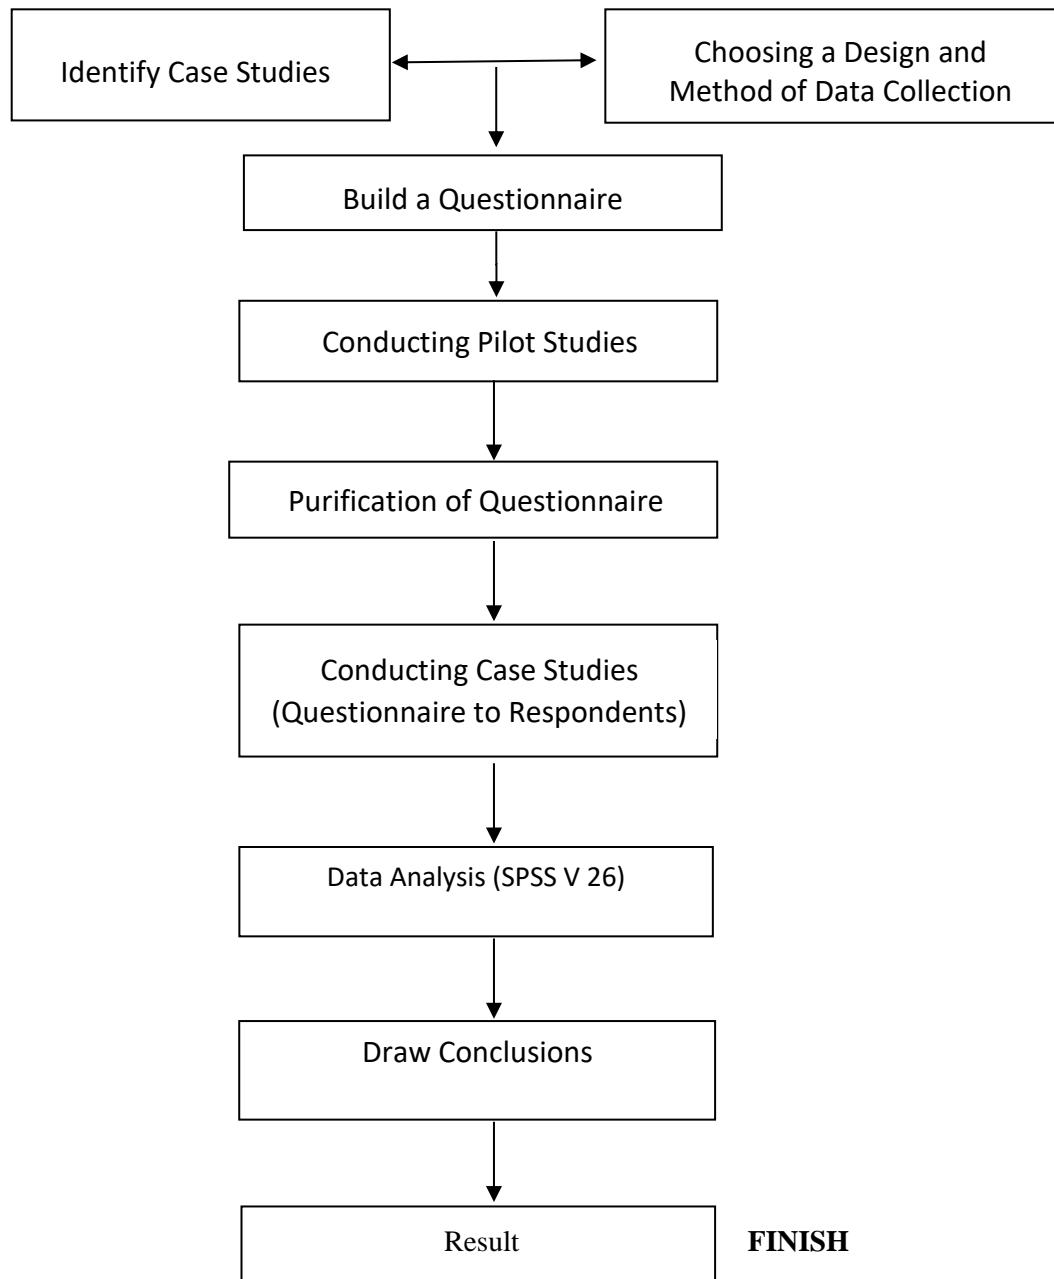 Identify Case Studies
Choosing a Design and
Method of Data Collection
Build a Questionnaire
Conducting Pilot Studies
Purification of Questionnaire
Conducting Case Studies
(Questionnaire to Respondents)
Data Analysis (SPSS V 26)
Draw Conclusions
Result
FINISH